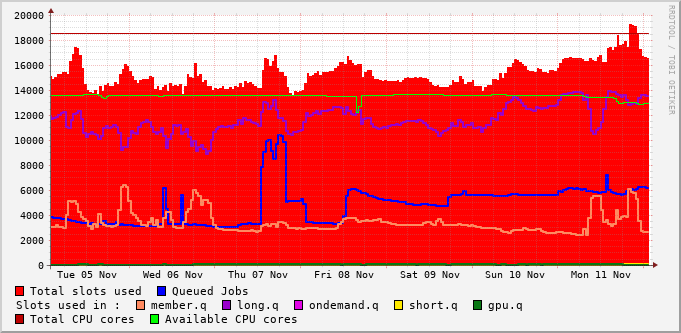 20000
18000
16000
14000
12000
10000
8000
6000
4000
2000
0
Tue 05 Nov Wed 06 Nov Thu 07 Nov Fri 08 Nov Sat 09 Nov Sun 10 Nov Mon 11 Nov
Total slots used Queued Jobs
Slots used in : member.q long.q ondemand.q short.q gpu.q
Total CPU cores Available CPU cores
RRDTOOL / TOBI OETIKER